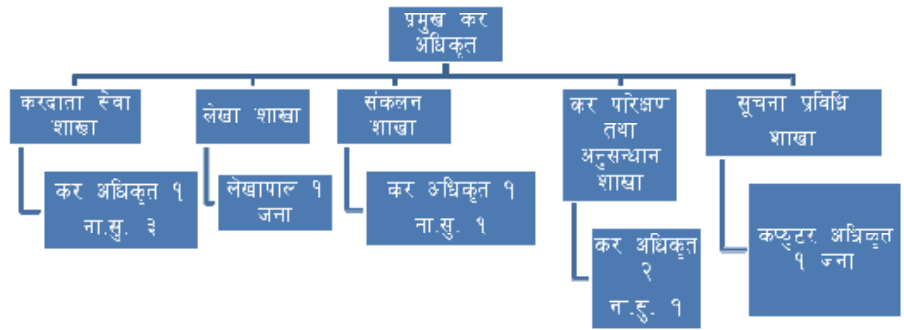 प्रमुख कर
अधिकृत
करदाता सेवा
शाखा
कर अधिकृत १
ना.सु. ३
लेखा शाखा
लेखापाल १
जना
संकलन
शाखा
कर अधिकृत १
ना.सु. १
कर परिक्षण
तथा
अनुसन्धान
शाखा
कर अधिकृत
२
ना.सु. १
सूचना प्रविधि
शाखा
कम्प्युटर अधिकृत
१ जना